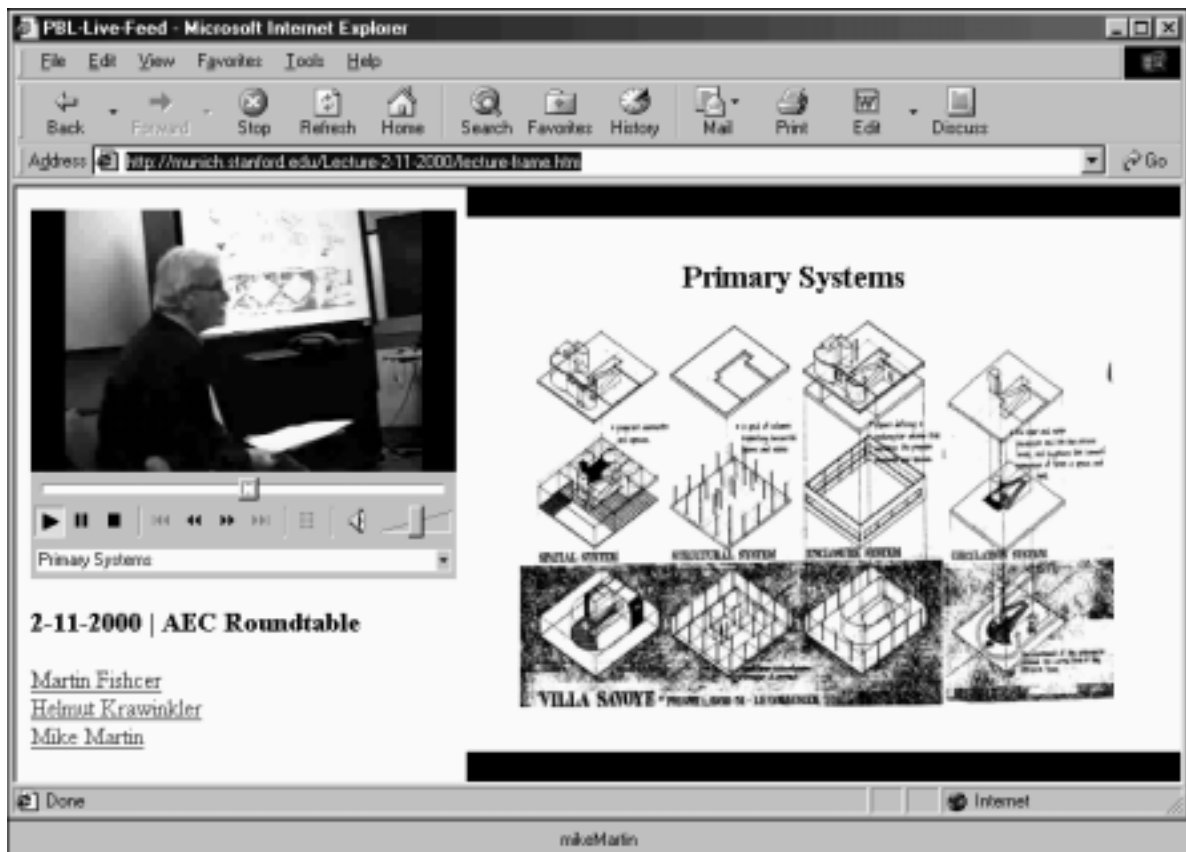 PBL-Live-Feed - Microsoft Internet Explorer
File Edit View Favorites Tools Help
Back Forward Stop Refresh Home Search Favorites History Mail Print Edit Discuss
Address http://munich.stanford.edu/Lecture-2-11-2000/lecture-frame.htm Go
Primary Systems
2-11-2000 | AEC Roundtable
Martin Fishcer
Helmut Krawinkler
Mike Martin
Primary Systems
SPATIAL SYSTEM STRUCTURAL SYSTEM ENCLOSURE SYSTEM CIRCULATION SYSTEM
VILLA SAVOYE
Done Internet
mikeMartin